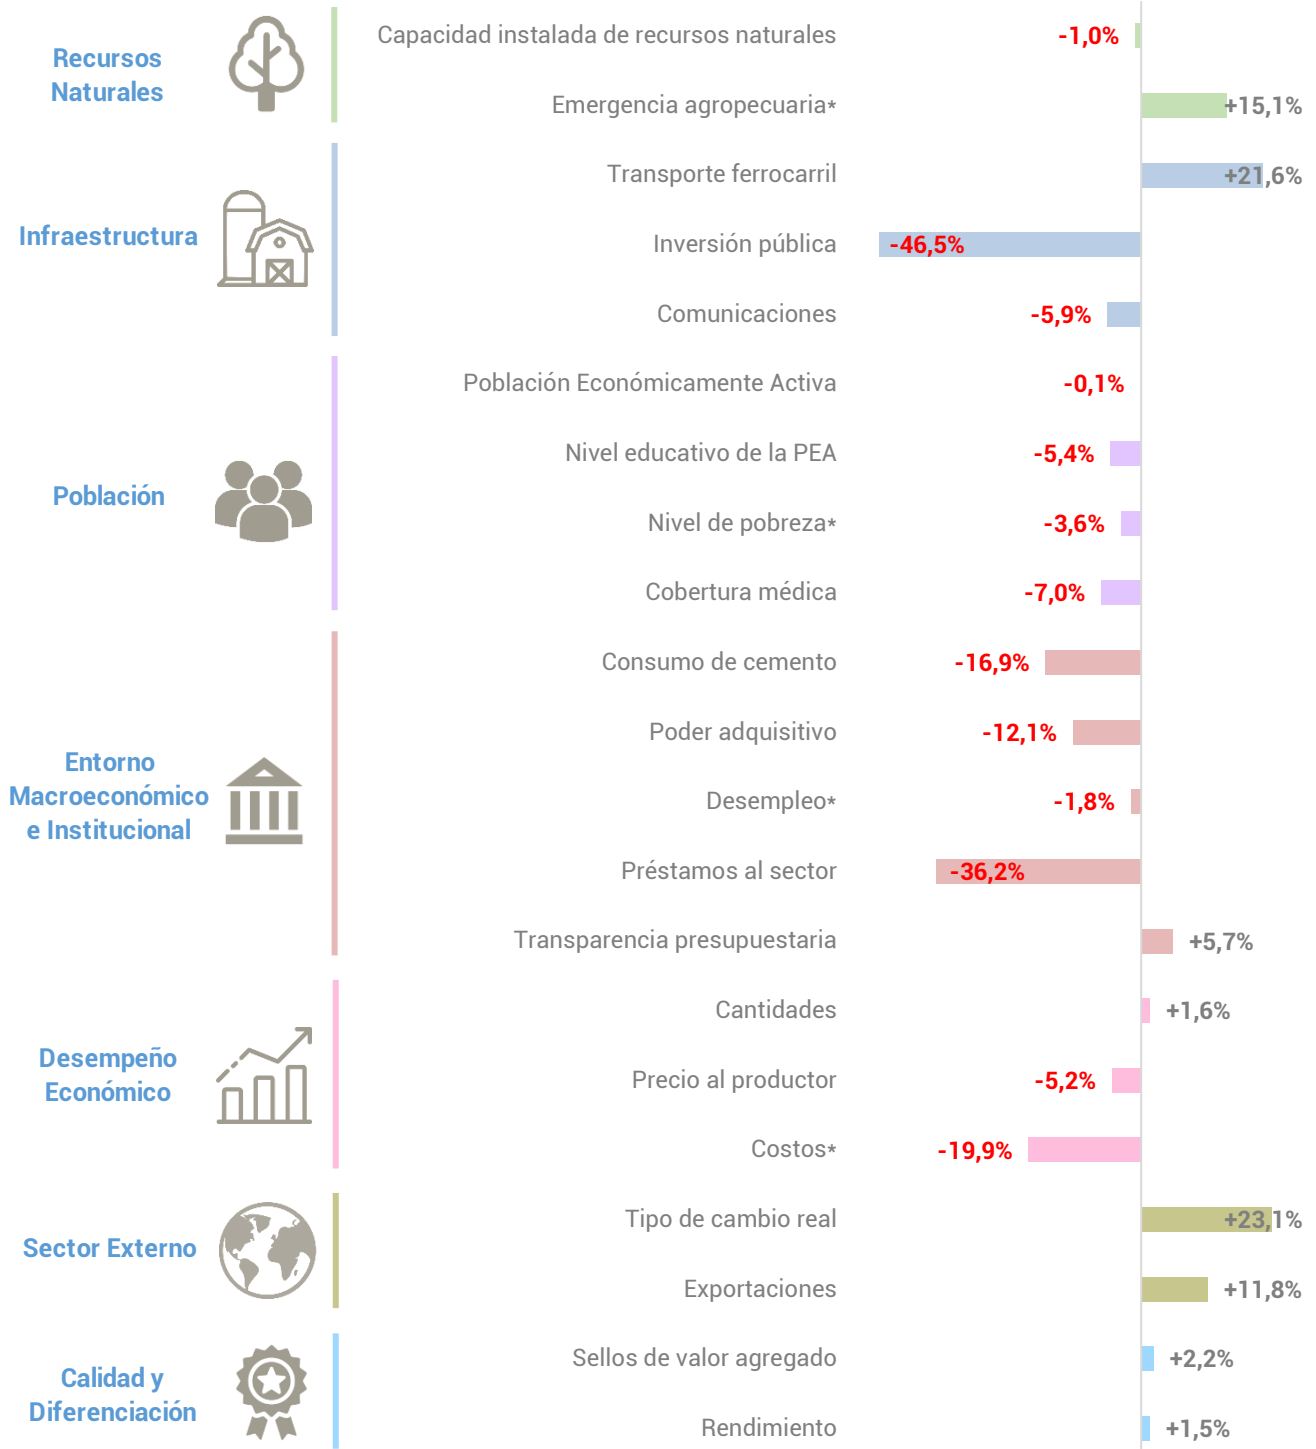 Recursos
Naturales
Capacidad instalada de recursos naturales
-1,0%
Emergencia agropecuaria*
+15,1%
Infraestructura
Transporte ferrocarril
+21,6%
Inversión pública
-46,5%
Comunicaciones
-5,9%
Población
Población Económicamente Activa
-0,1%
Nivel educativo de la PEA
-5,4%
Nivel de pobreza*
-3,6%
Cobertura médica
-7,0%
Entorno
Macroeconómico
e Institucional
Consumo de cemento
-16,9%
Poder adquisitivo
-12,1%
Desempleo*
-1,8%
Préstamos al sector
-36,2%
Transparencia presupuestaria
+5,7%
Desempeño
Económico
Cantidades
+1,6%
Precio al productor
-5,2%
Costos*
-19,9%
Sector Externo
Tipo de cambio real
+23,1%
Exportaciones
+11,8%
Calidad y
Diferenciación
Sellos de valor agregado
+2,2%
Rendimiento
+1,5%